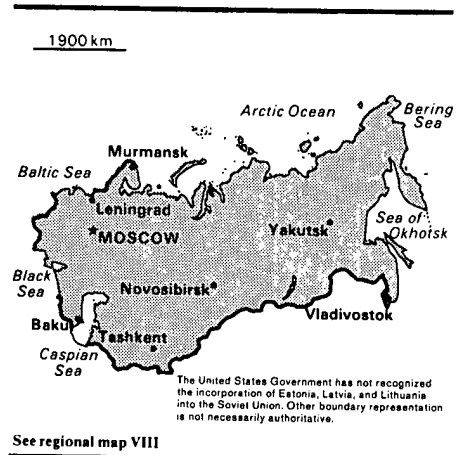 1900 km
Arctic Ocean
Bering
Sea
Murmansk
Baltic Sea
Leningrad
MOSCOW
Yakutsk
Sea of
Okhotsk
Black
Sea
Novosibirsk
Vladivostok
Baku
Tashkent
Caspian
Sea
The United States Government has not recognized
the incorporation of Estonia, Latvia, and Lithuania
into the Soviet Union. Other boundary representation
is not necessarily authoritative.
See regional map VIII